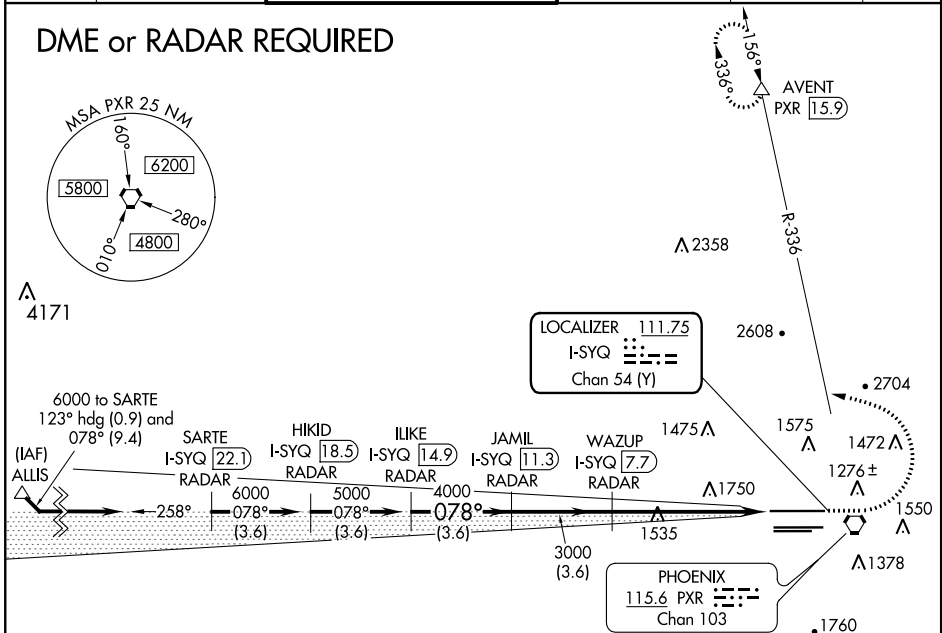 DME or RADAR REQUIRED
MSA PXR 25 NM
160°
6200
5800
280°
4800
010°
4171
156°
336°
AVENT
PXR 15.9
R-336
2358
2608
2704
LOCALIZER 111.75
I-SYQ
Chan 54 (Y)
6000 to SARTE
123° hdg (0.9) and
078° (9.4)
(IAF)
ALLIS
SARTE
I-SYQ 22.1
RADAR
HIKID
I-SYQ 18.5
RADAR
ILIKE
I-SYQ 14.9
RADAR
JAMIL
I-SYQ 11.3
RADAR
WAZUP
I-SYQ 7.7
RADAR
1475
1575
1472
1276 ±
1750
1550
1535
1378
258°
6000
078°
(3.6)
5000
078°
(3.6)
4000
078°
(3.6)
3000
(3.6)
PHOENIX
115.6 PXR
Chan 103
1760